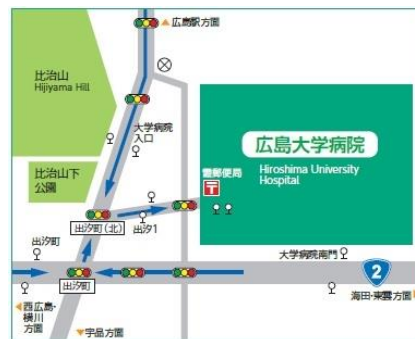 ▲広島駅方面
比治山
Hijiyama Hill
大学病院
入口
広島大学病院
Hiroshima University
Hospital
霞郵便局
比治山下
公園
出汐町(北)
出汐1
出汐町
大学病院南門
2
出汐町
海田・東雲方面
◀西広島・
横川
方面
▼宇品方面